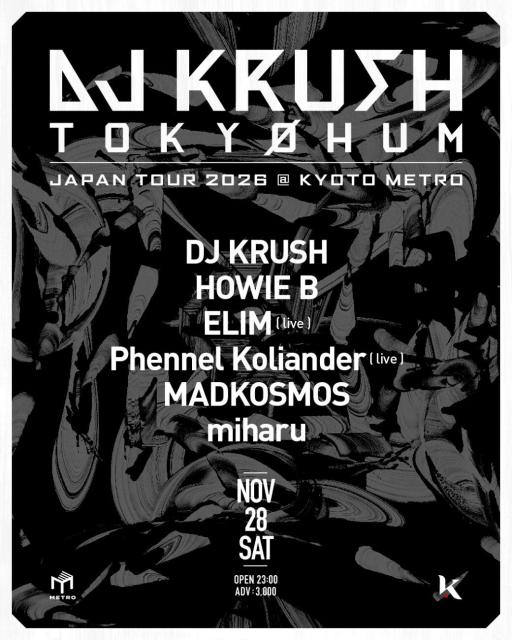 DJ KRUSH
TOKYØHUM
JAPAN TOUR 2026 @ KYOTO METRO
DJ KRUSH
HOWIE B
ELIM (live)
Phennel Koliander (live)
MADKOSMOS
miharu
NOV
28
SAT
OPEN 23:00
ADV : 3,000
METRO
K